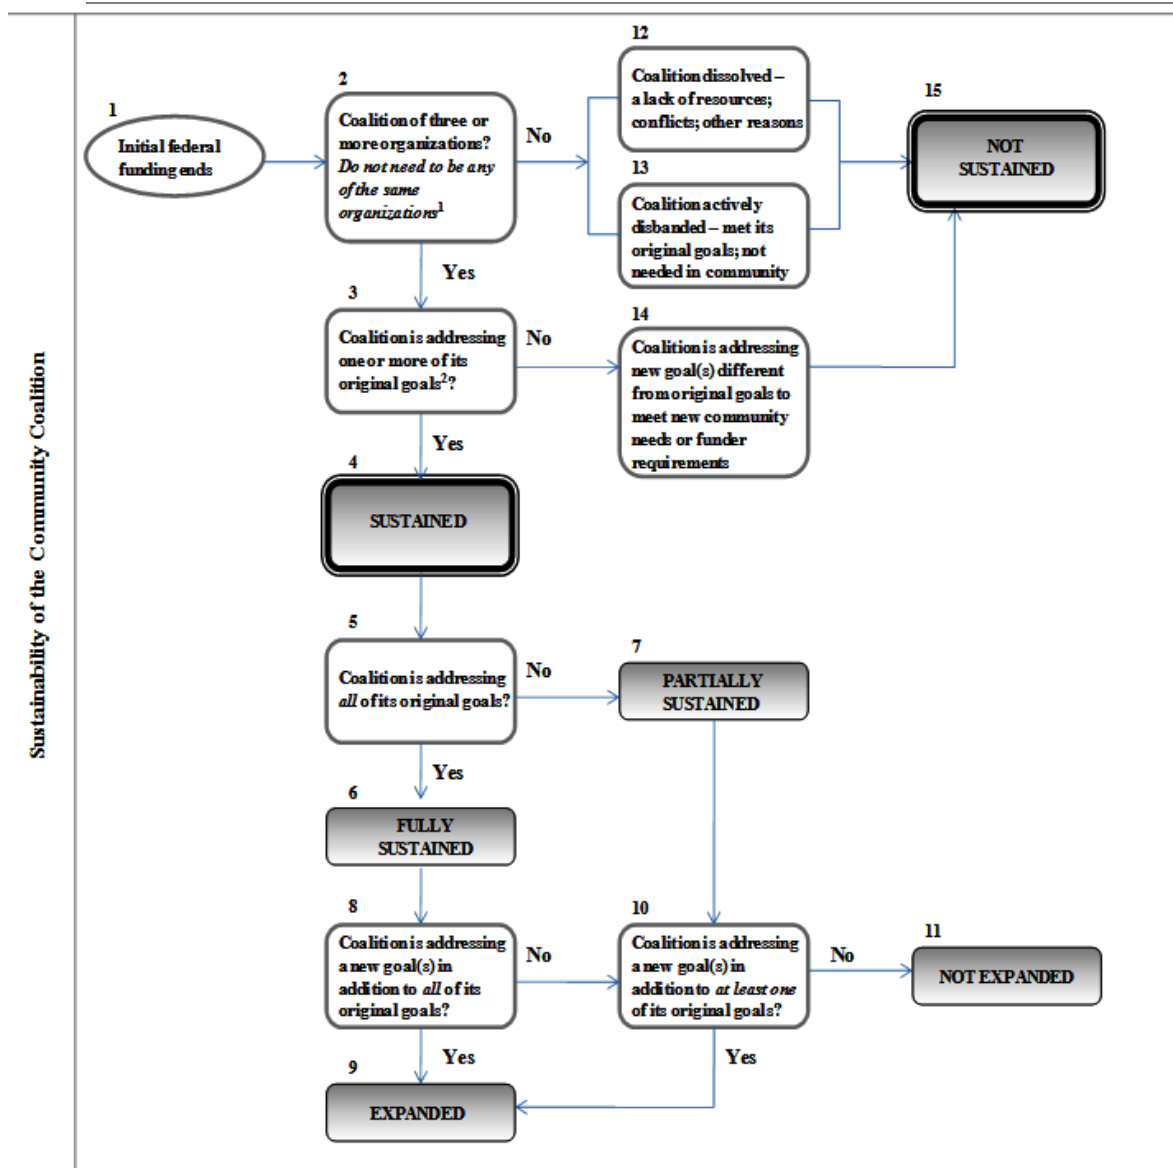 Sustainability of the Community Coalition
1
Initial federal
funding ends
2
Coalition of three or
more organizations?
Do not need to be any
of the same
organizations1
No
Yes
12
Coalition dissolved –
a lack of resources;
conflicts; other reasons
13
Coalition actively
disbanded – met its
original goals; not
needed in community
15
NOT
SUSTAINED
3
Coalition is addressing
one or more of its
original goals2?
No
Yes
14
Coalition is addressing
new goal(s) different
from original goals to
meet new community
needs or funder
requirements
4
SUSTAINED
5
Coalition is addressing
all of its original goals?
No
Yes
7
PARTIALLY
SUSTAINED
6
FULLY
SUSTAINED
8
Coalition is addressing
a new goal(s) in
addition to all of its
original goals?
No
Yes
10
Coalition is addressing
a new goal(s) in
addition to at least one
of its original goals?
No
Yes
11
NOT EXPANDED
9
EXPANDED